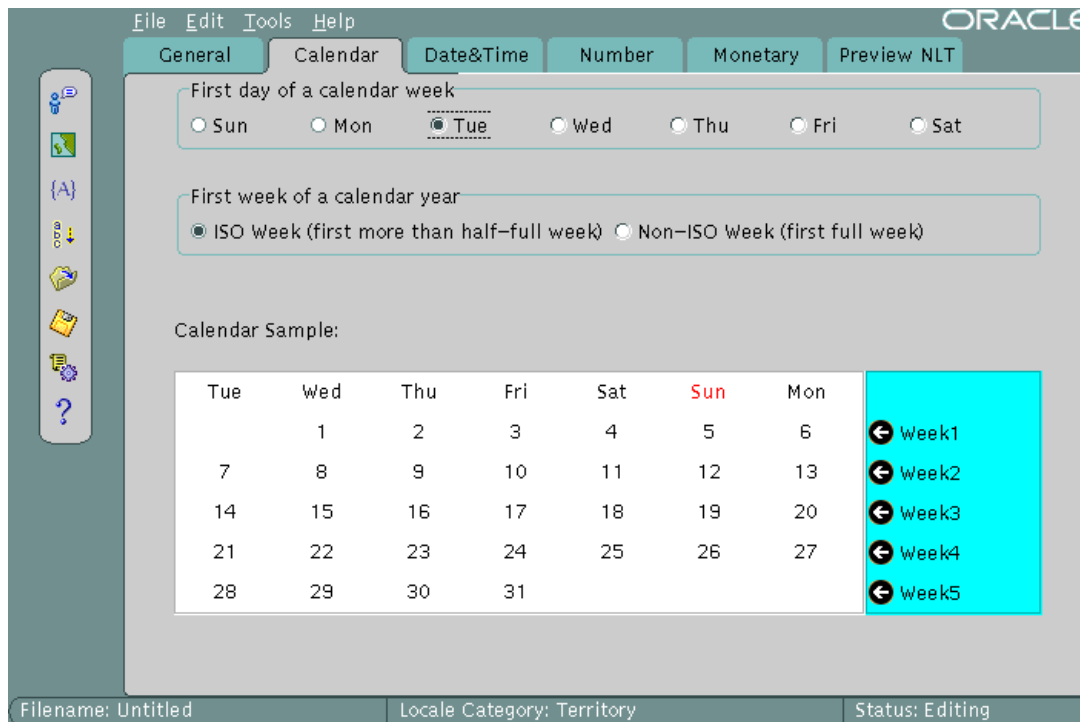 File Edit Tools Help
ORACLE
General Calendar Date&Time Number Monetary Preview NLT
First day of a calendar week
Sun Mon Tue Wed Thu Fri Sat
{A}
First week of a calendar year
ISO Week (first more than half-full week) Non-ISO Week (first full week)
abc
Calendar Sample:
?
Tue Wed Thu Fri Sat Sun Mon
1 2 3 4 5 6 Week1
7 8 9 10 11 12 13 Week2
14 15 16 17 18 19 20 Week3
21 22 23 24 25 26 27 Week4
28 29 30 31 Week5
Filename: Untitled Locale Category: Territory Status: Editing